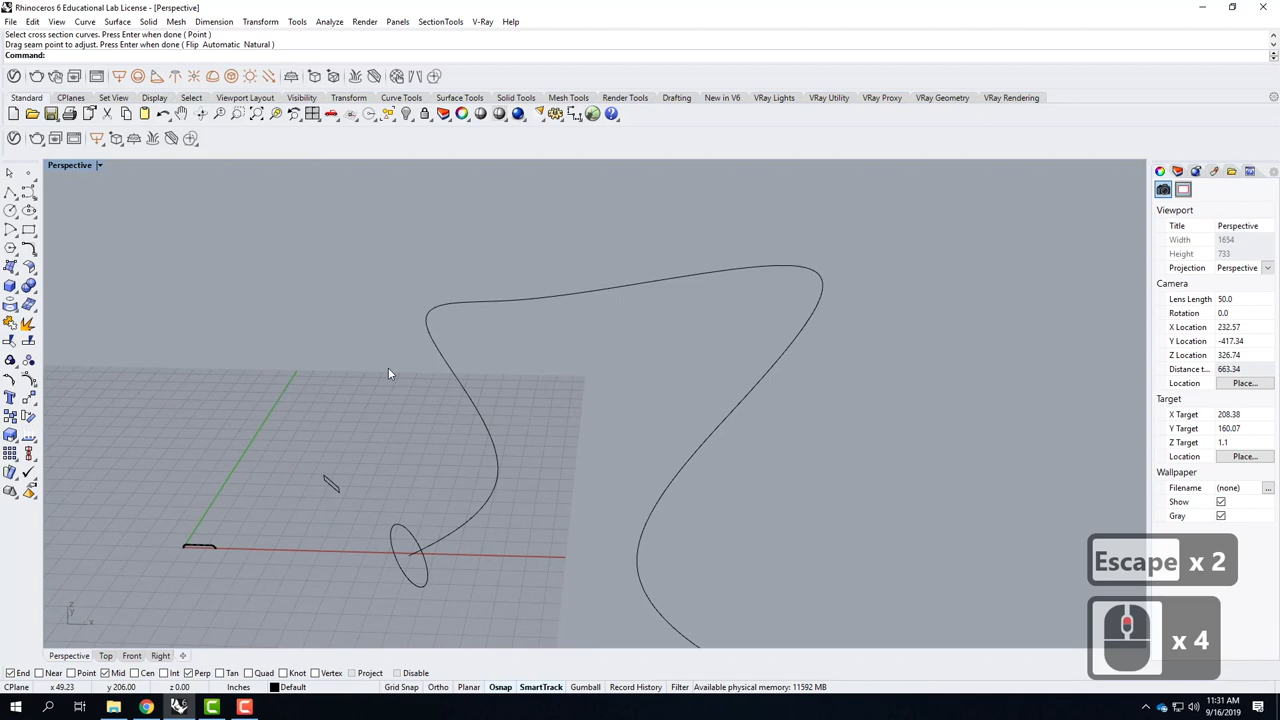 Rhinoceros 6 Educational Lab License - [Perspective]
File Edit View Curve Surface Solid Mesh Dimension Transform Tools Analyze Render Panels SectionTools V-Ray Help
Select cross section curves. Press Enter when done ( Point )
Drag seam point to adjust. Press Enter when done ( Flip Automatic Natural )
Command:
Standard CPlanes Set View Display Select Viewport Layout Visibility Transform Curve Tools Surface Tools Solid Tools Mesh Tools Render Tools Drafting New in V6 VRay Lights VRay Utility VRay Proxy VRay Geometry VRay Rendering
Perspective
Viewport
Title Perspective
Width 1654
Height 733
Projection Perspective
Camera
Lens Length 50.0
Rotation 0.0
X Location 232.57
Y Location -417.34
Z Location 326.74
Distance t... 663.34
Location Place...
Target
X Target 208.38
Y Target 160.07
Z Target 1.1
Location Place...
Wallpaper
Filename (none) ...
Show
Gray
Escape x 2
x 4
z
y
x
Perspective Top Front Right
End Near Point Mid Cen Int Perp Tan Quad Knot Vertex Project Disable
CPlane x 49.23 y 206.00 z 0.00 Inches Default Grid Snap Ortho Planar Osnap SmartTrack Gumball Record History Filter Available physical memory: 11592 MB
11:31 AM
9/16/2019